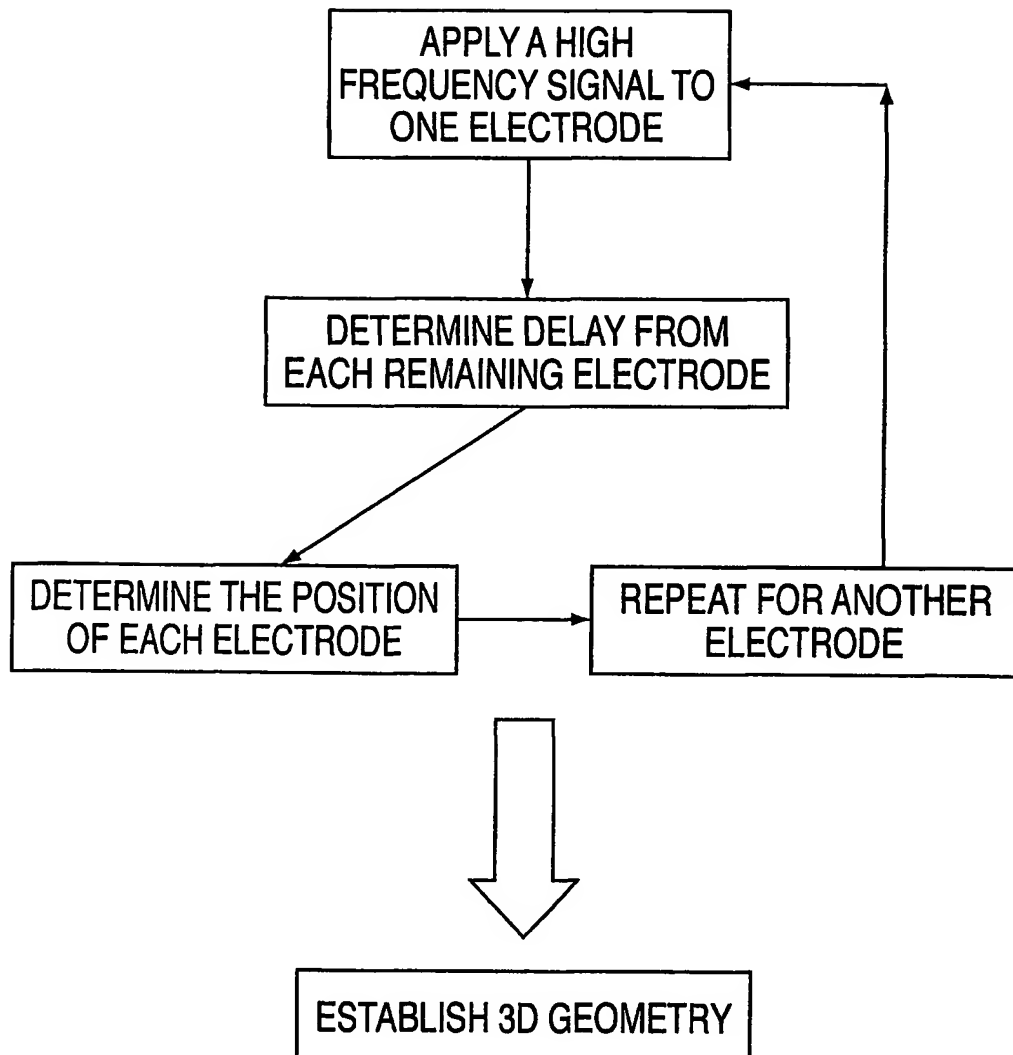 APPLY A HIGH
FREQUENCY SIGNAL TO
ONE ELECTRODE
DETERMINE DELAY FROM
EACH REMAINING ELECTRODE
DETERMINE THE POSITION
OF EACH ELECTRODE
REPEAT FOR ANOTHER
ELECTRODE
ESTABLISH 3D GEOMETRY